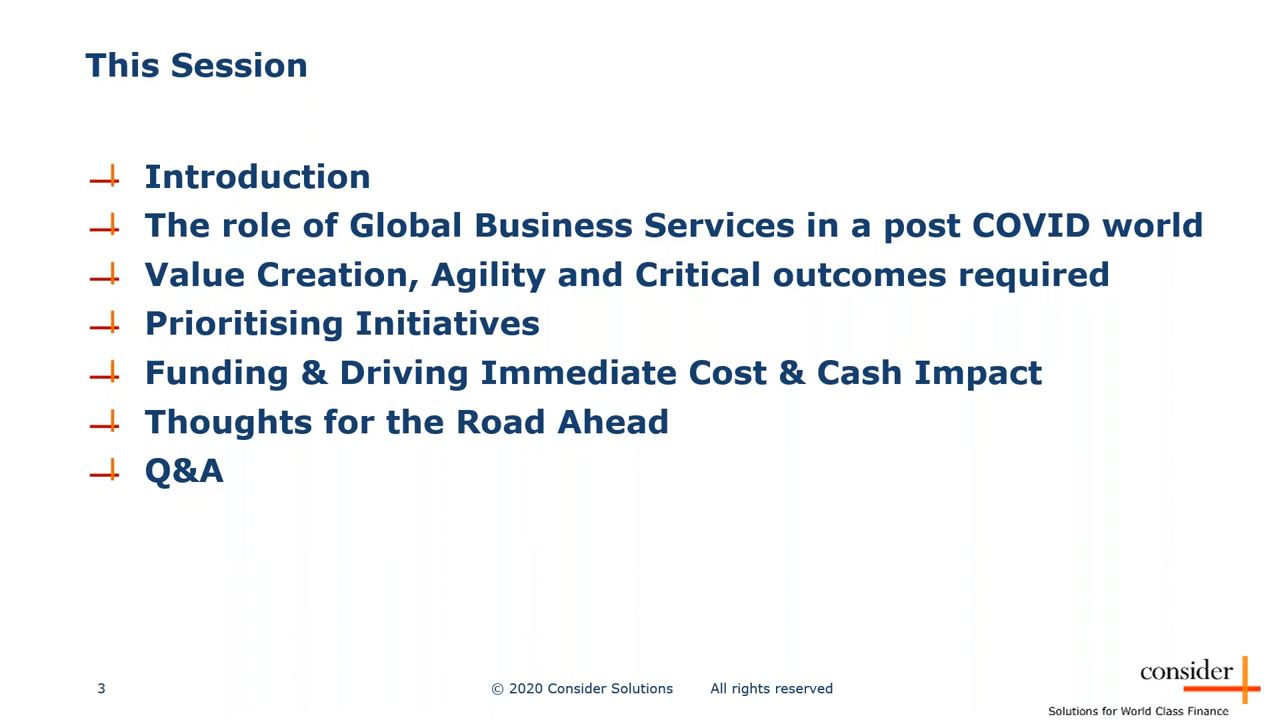 This Session
Introduction
The role of Global Business Services in a post COVID world
Value Creation, Agility and Critical outcomes required
Prioritising Initiatives
Funding & Driving Immediate Cost & Cash Impact
Thoughts for the Road Ahead
Q&A
3
© 2020 Consider Solutions All rights reserved
consider
Solutions for World Class Finance